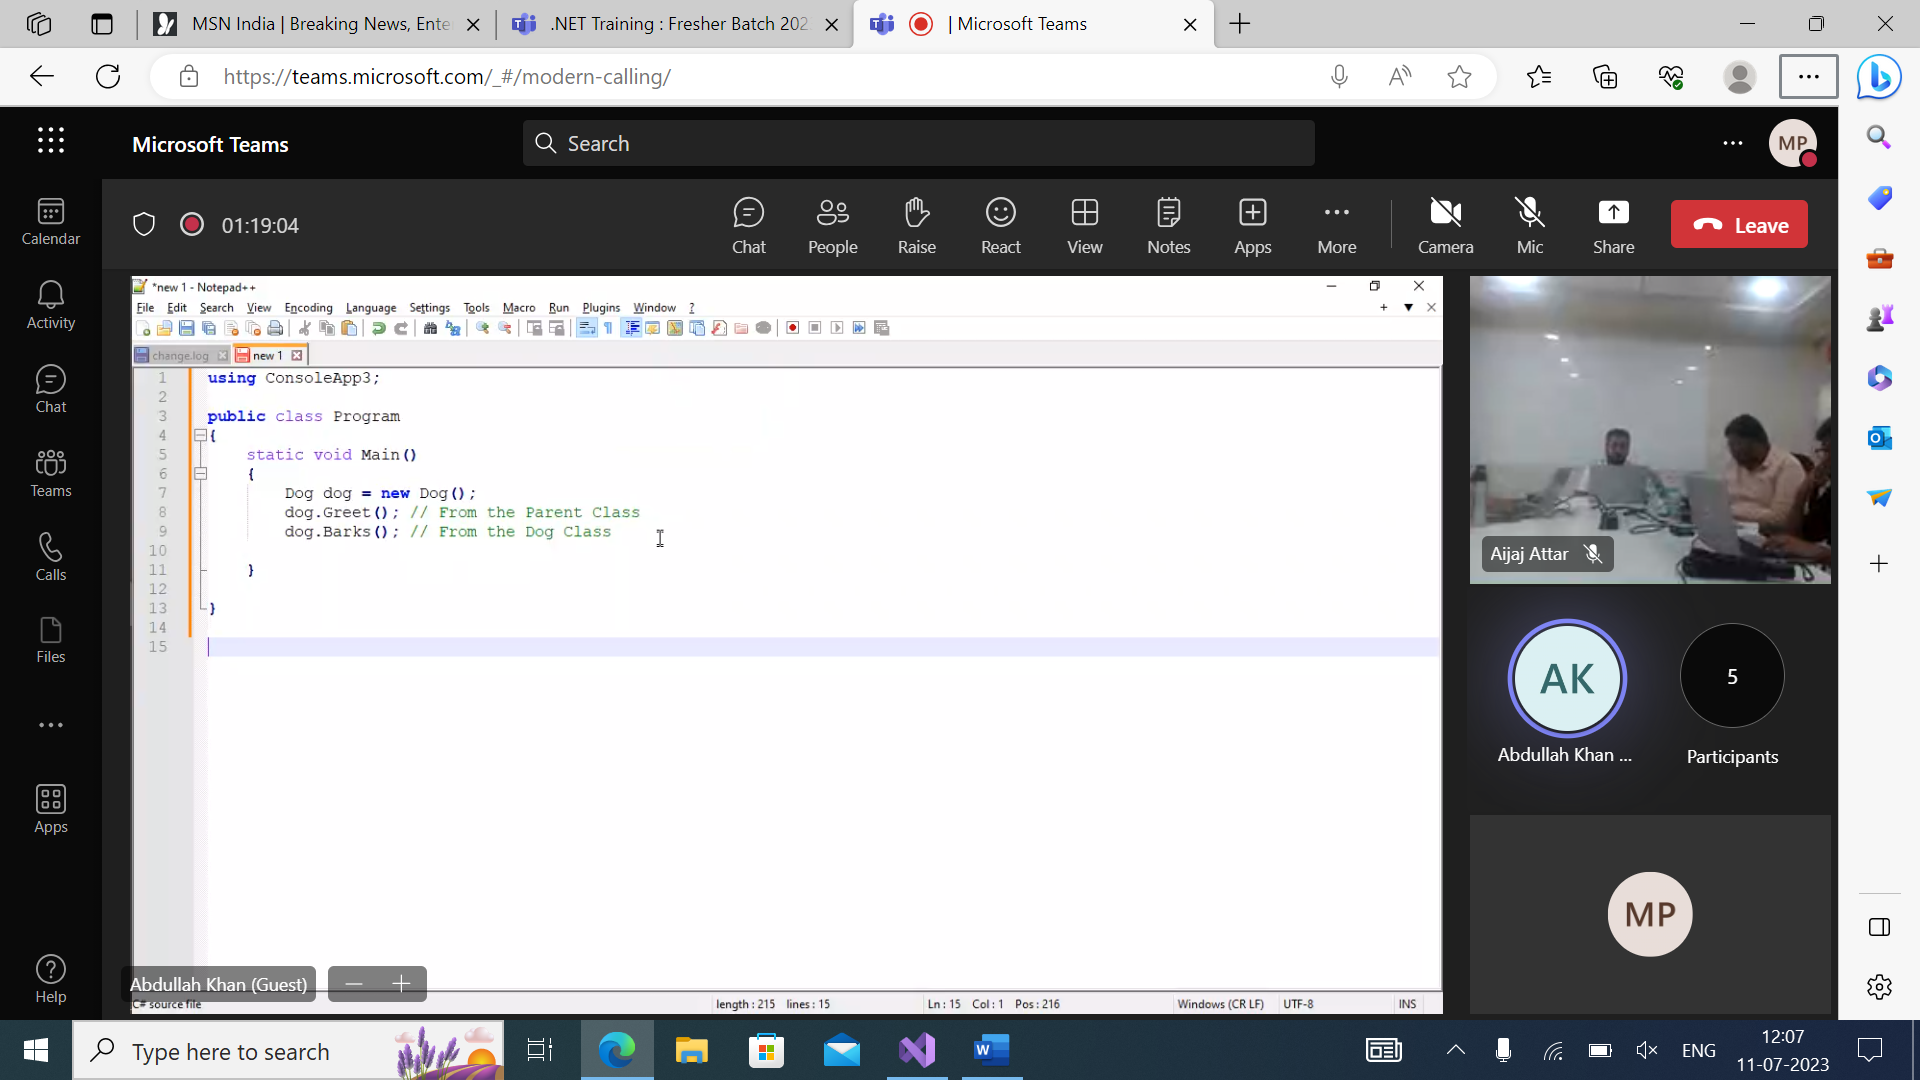 MSN India | Breaking News, Ente
.NET Training : Fresher Batch 202
| Microsoft Teams
https://teams.microsoft.com/_#/modern-calling/
Microsoft Teams
Search
MP
01:19:04
Chat
People
Raise
React
View
Notes
Apps
More
Camera
Mic
Share
Leave
Calendar
Activity
Chat
Teams
Calls
Files
Apps
Help
*new 1 - Notepad++
File Edit Search View Encoding Language Settings Tools Macro Run Plugins Window ?
change.log
new 1
1 using ConsoleApp3;
2
3 public class Program
4 {
5 static void Main()
6 {
7 Dog dog = new Dog();
8 dog.Greet(); // From the Parent Class
9 dog.Barks(); // From the Dog Class
10
11 }
12
13 }
14
15
Abdullah Khan (Guest)
C# source file
length : 215 lines : 15
Ln : 15 Col : 1 Pos : 216
Windows (CR LF)
UTF-8
INS
Aijaj Attar
AK
Abdullah Khan ...
5
Participants
MP
Type here to search
ENG
12:07
11-07-2023